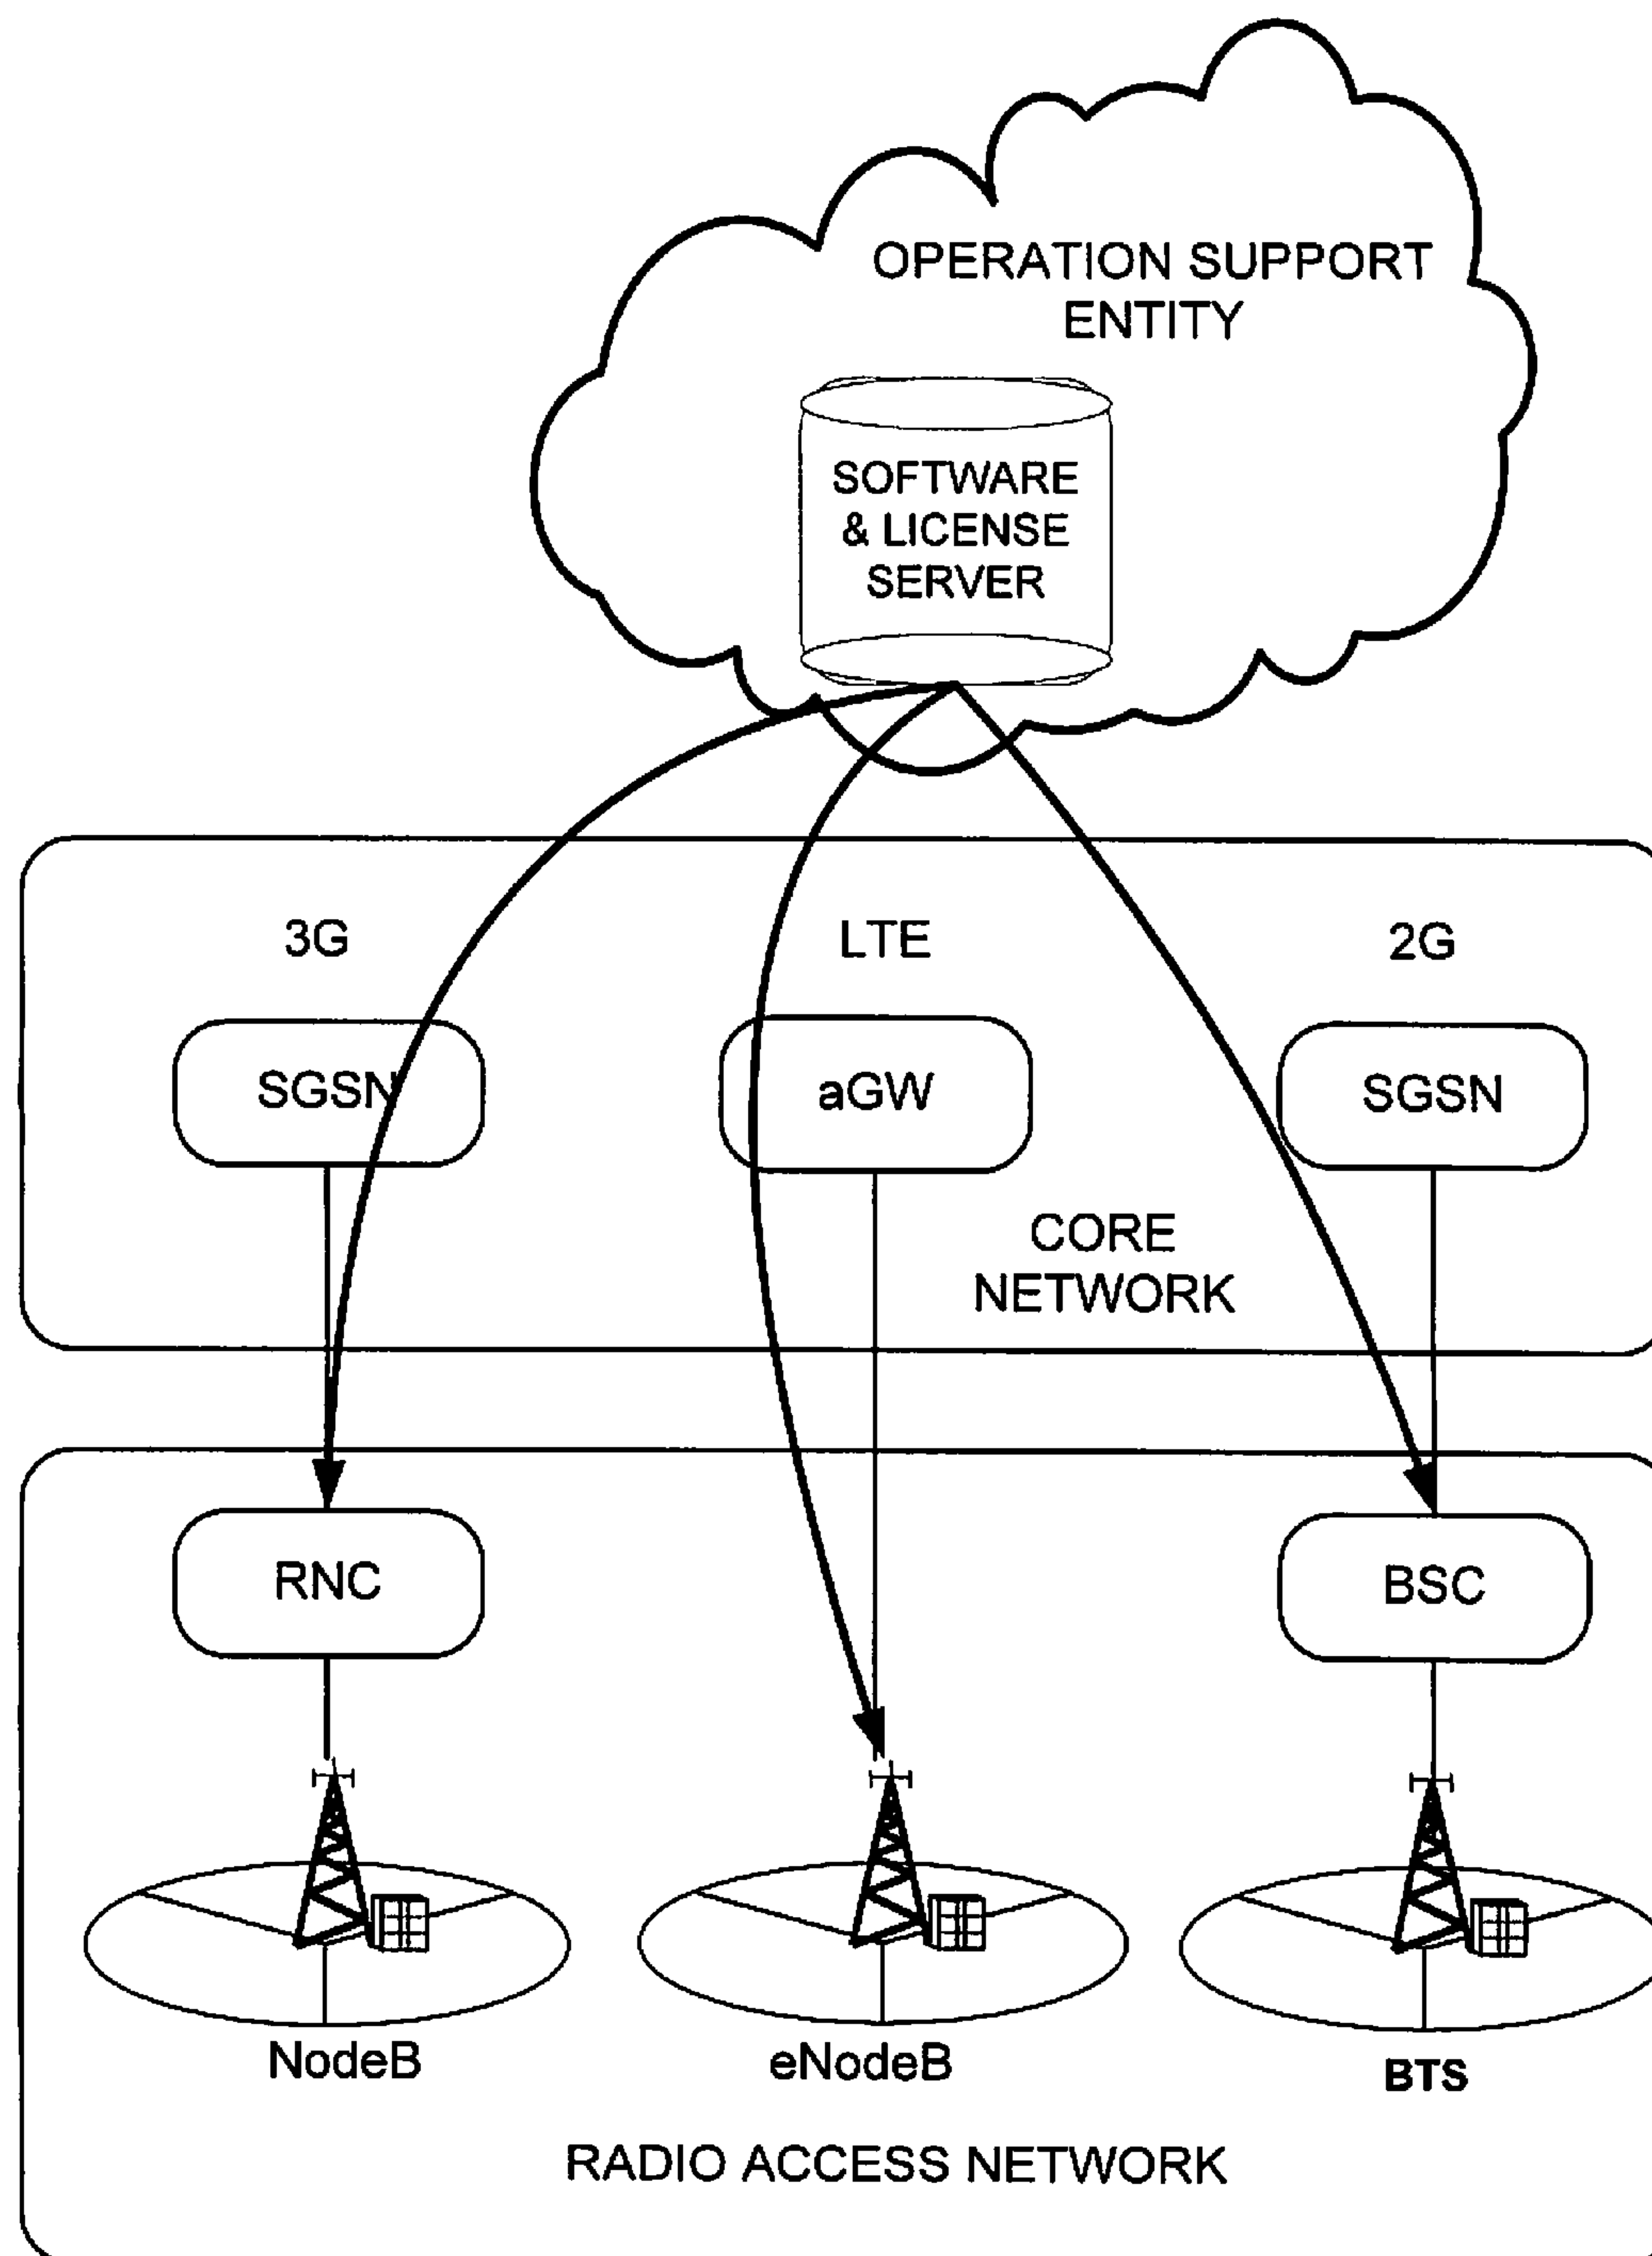 OPERATION SUPPORT
ENTITY
SOFTWARE
& LICENSE
SERVER
3G
LTE
2G
SGSN
aGW
SGSN
CORE
NETWORK
RNC
BSC
NodeB
eNodeB
BTS
RADIO ACCESS NETWORK